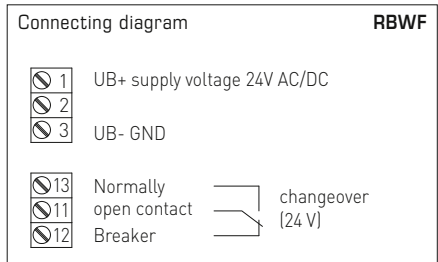 Connecting diagram RBWF
1 UB+ supply voltage 24V AC/DC
2
3 UB- GND
13 Normally
11 open contact
12 Breaker
changeover
(24 V)